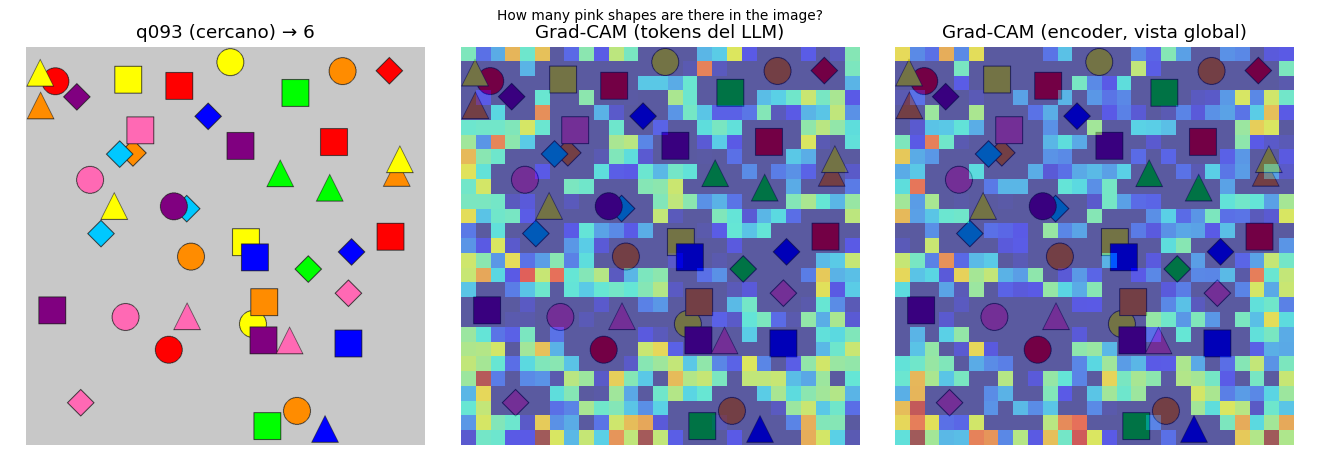 How many pink shapes are there in the image?
q093 (cercano) → 6
Grad-CAM (tokens del LLM)
Grad-CAM (encoder, vista global)